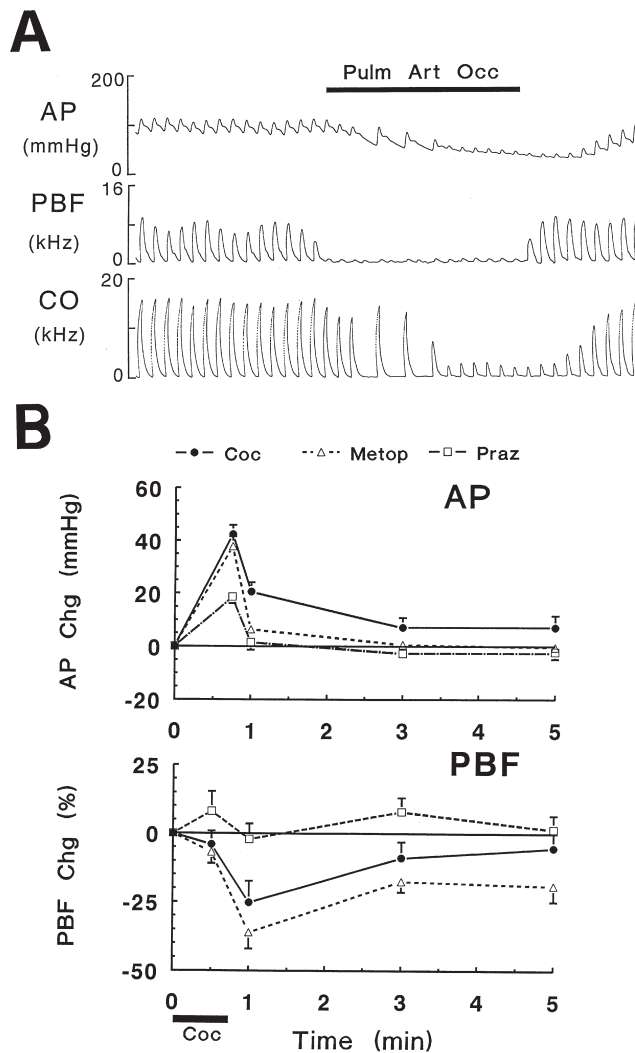 A
Pulm Art Occ
200
AP
(mmHg)
0
16
PBF
(kHz)
0
20
CO
(kHz)
0
B
Coc Metop Praz
AP
AP Chg (mmHg)
60
40
20
0
-20
0 1 2 3 4 5
PBF
PBF Chg (%)
25
0
-25
-50
0 1 2 3 4 5
Coc
Time (min)